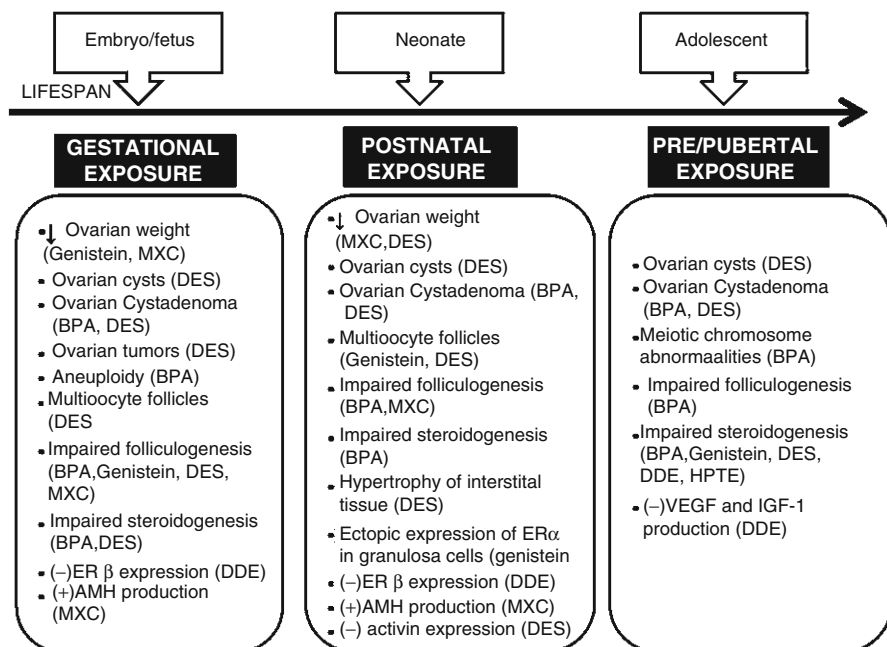 Embryo/fetus
Neonate
Adolescent
LIFESPAN
GESTATIONAL
EXPOSURE
↓ Ovarian weight
(Genistein, MXC)
Ovarian cysts (DES)
Ovarian Cystadenoma
(BPA, DES)
Ovarian tumors (DES)
Aneuploidy (BPA)
Multioocyte follicles
(DES
Impaired folliculogenesis
(BPA,Genistein, DES,
MXC)
Impaired steroidogenesis
(BPA,DES)
(−)ER β expression (DDE)
(+)AMH production
(MXC)
POSTNATAL
EXPOSURE
↓ Ovarian weight
(MXC,DES)
Ovarian cysts (DES)
Ovarian Cystadenoma (BPA,
DES)
Multioocyte follicles
(Genistein, DES)
Impaired folliculogenesis
(BPA,MXC)
Impaired steroidogenesis
(BPA)
Hypertrophy of interstital
tissue (DES)
Ectopic expression of ERα
in granulosa cells (genistein
(−)ER β expression (DDE)
(+)AMH production (MXC)
(−) activin expression (DES)
PRE/PUBERTAL
EXPOSURE
Ovarian cysts (DES)
Ovarian Cystadenoma
(BPA, DES)
Meiotic chromosome
abnormaalities (BPA)
Impaired folliculogenesis
(BPA)
Impaired steroidogenesis
(BPA,Genistein, DES,
DDE, HPTE)
(−)VEGF and IGF-1
production (DDE)